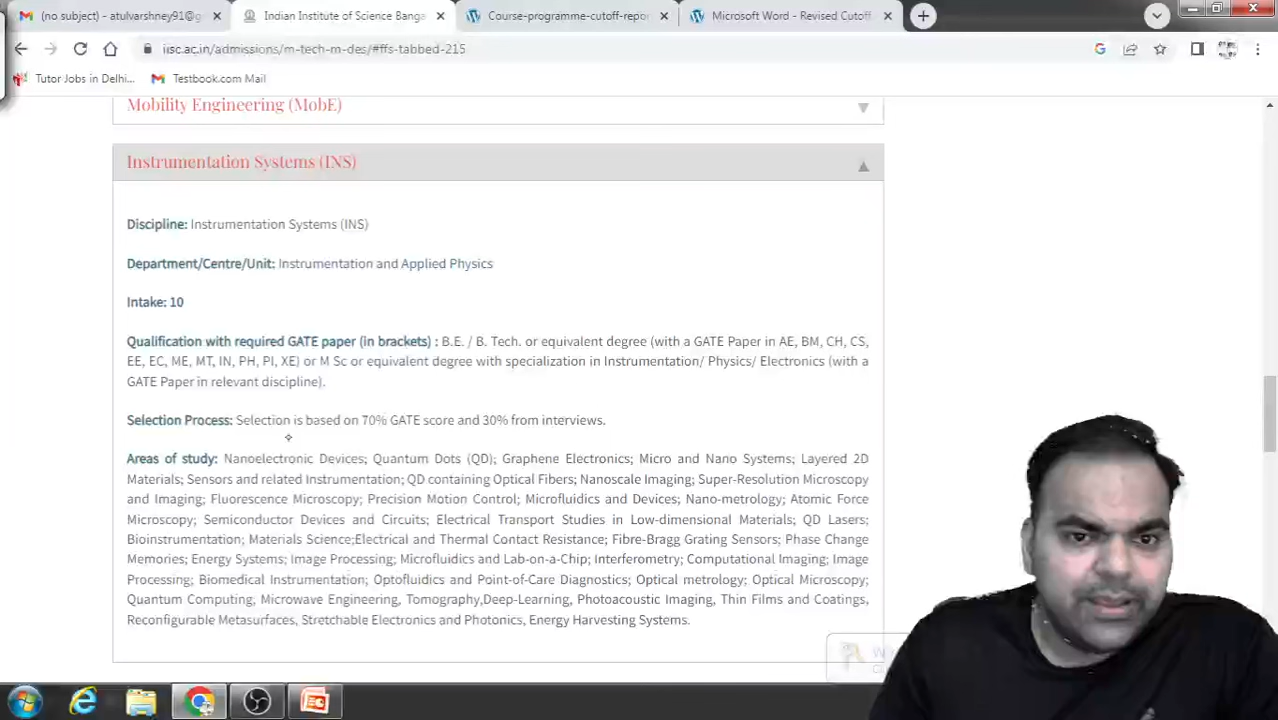 (no subject) - atulvarshney91@g
Indian Institute of Science Banga
Course-programme-cutoff-repor
Microsoft Word - Revised Cutoff
iisc.ac.in/admissions/m-tech-m-des/#ffs-tabbed-215
Tutor Jobs in Delhi...
Testbook.com Mail
Mobility Engineering (MobE)
Instrumentation Systems (INS)
Discipline: Instrumentation Systems (INS)
Department/Centre/Unit: Instrumentation and Applied Physics
Intake: 10
Qualification with required GATE paper (in brackets) : B.E. / B. Tech. or equivalent degree (with a GATE Paper in AE, BM, CH, CS,
EE, EC, ME, MT, IN, PH, PI, XE) or M Sc or equivalent degree with specialization in Instrumentation/ Physics/ Electronics (with a
GATE Paper in relevant discipline).
Selection Process: Selection is based on 70% GATE score and 30% from interviews.
Areas of study: Nanoelectronic Devices; Quantum Dots (QD); Graphene Electronics; Micro and Nano Systems; Layered 2D
Materials; Sensors and related Instrumentation; QD containing Optical Fibers; Nanoscale Imaging; Super-Resolution Microscopy
and Imaging; Fluorescence Microscopy; Precision Motion Control; Microfluidics and Devices; Nano-metrology; Atomic Force
Microscopy; Semiconductor Devices and Circuits; Electrical Transport Studies in Low-dimensional Materials; QD Lasers;
Bioinstrumentation; Materials Science;Electrical and Thermal Contact Resistance; Fibre-Bragg Grating Sensors; Phase Change
Memories; Energy Systems; Image Processing; Microfluidics and Lab-on-a-Chip; Interferometry; Computational Imaging; Image
Processing; Biomedical Instrumentation; Optofluidics and Point-of-Care Diagnostics; Optical metrology; Optical Microscopy;
Quantum Computing, Microwave Engineering, Tomography,Deep-Learning, Photoacoustic Imaging, Thin Films and Coatings,
Reconfigurable Metasurfaces, Stretchable Electronics and Photonics, Energy Harvesting Systems.